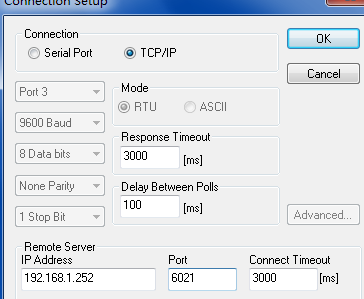 Connection Setup
Connection
Serial Port TCP/IP
OK
Cancel
Port 3
Mode
RTU ASCII
9600 Baud
Response Timeout
8 Data bits
3000 [ms]
None Parity
Delay Between Polls
100 [ms]
1 Stop Bit
Advanced...
Remote Server
IP Address Port Connect Timeout
192.168.1.252 6021 3000 [ms]